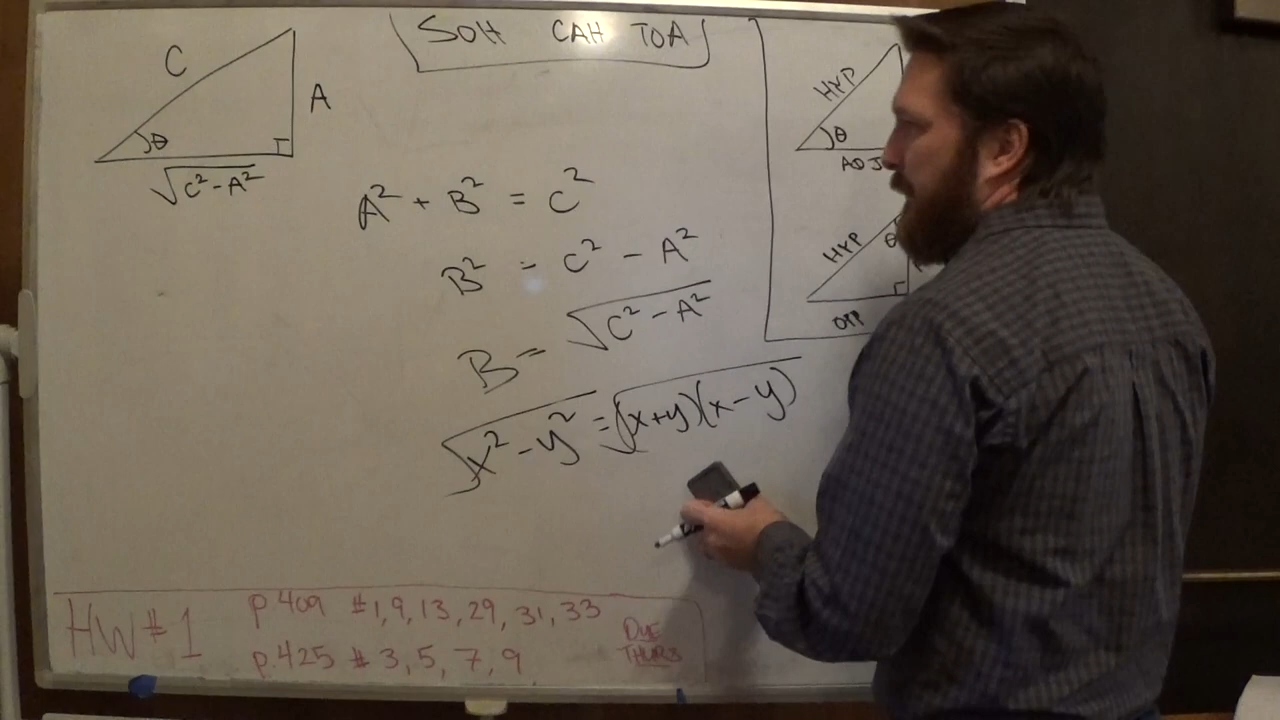 SOH CAH TOA
C
A
θ
√C²-A²
HYP
θ
ADJ
A² + B² = C²
B² = C² - A²
B = √C²-A²
√x²-y² = √(x+y)(x-y)
HYP
θ
OPP
HW#1 p.409 #1,9,13,29,31,33
p.425 # 3,5,7,9
DUE
THURS